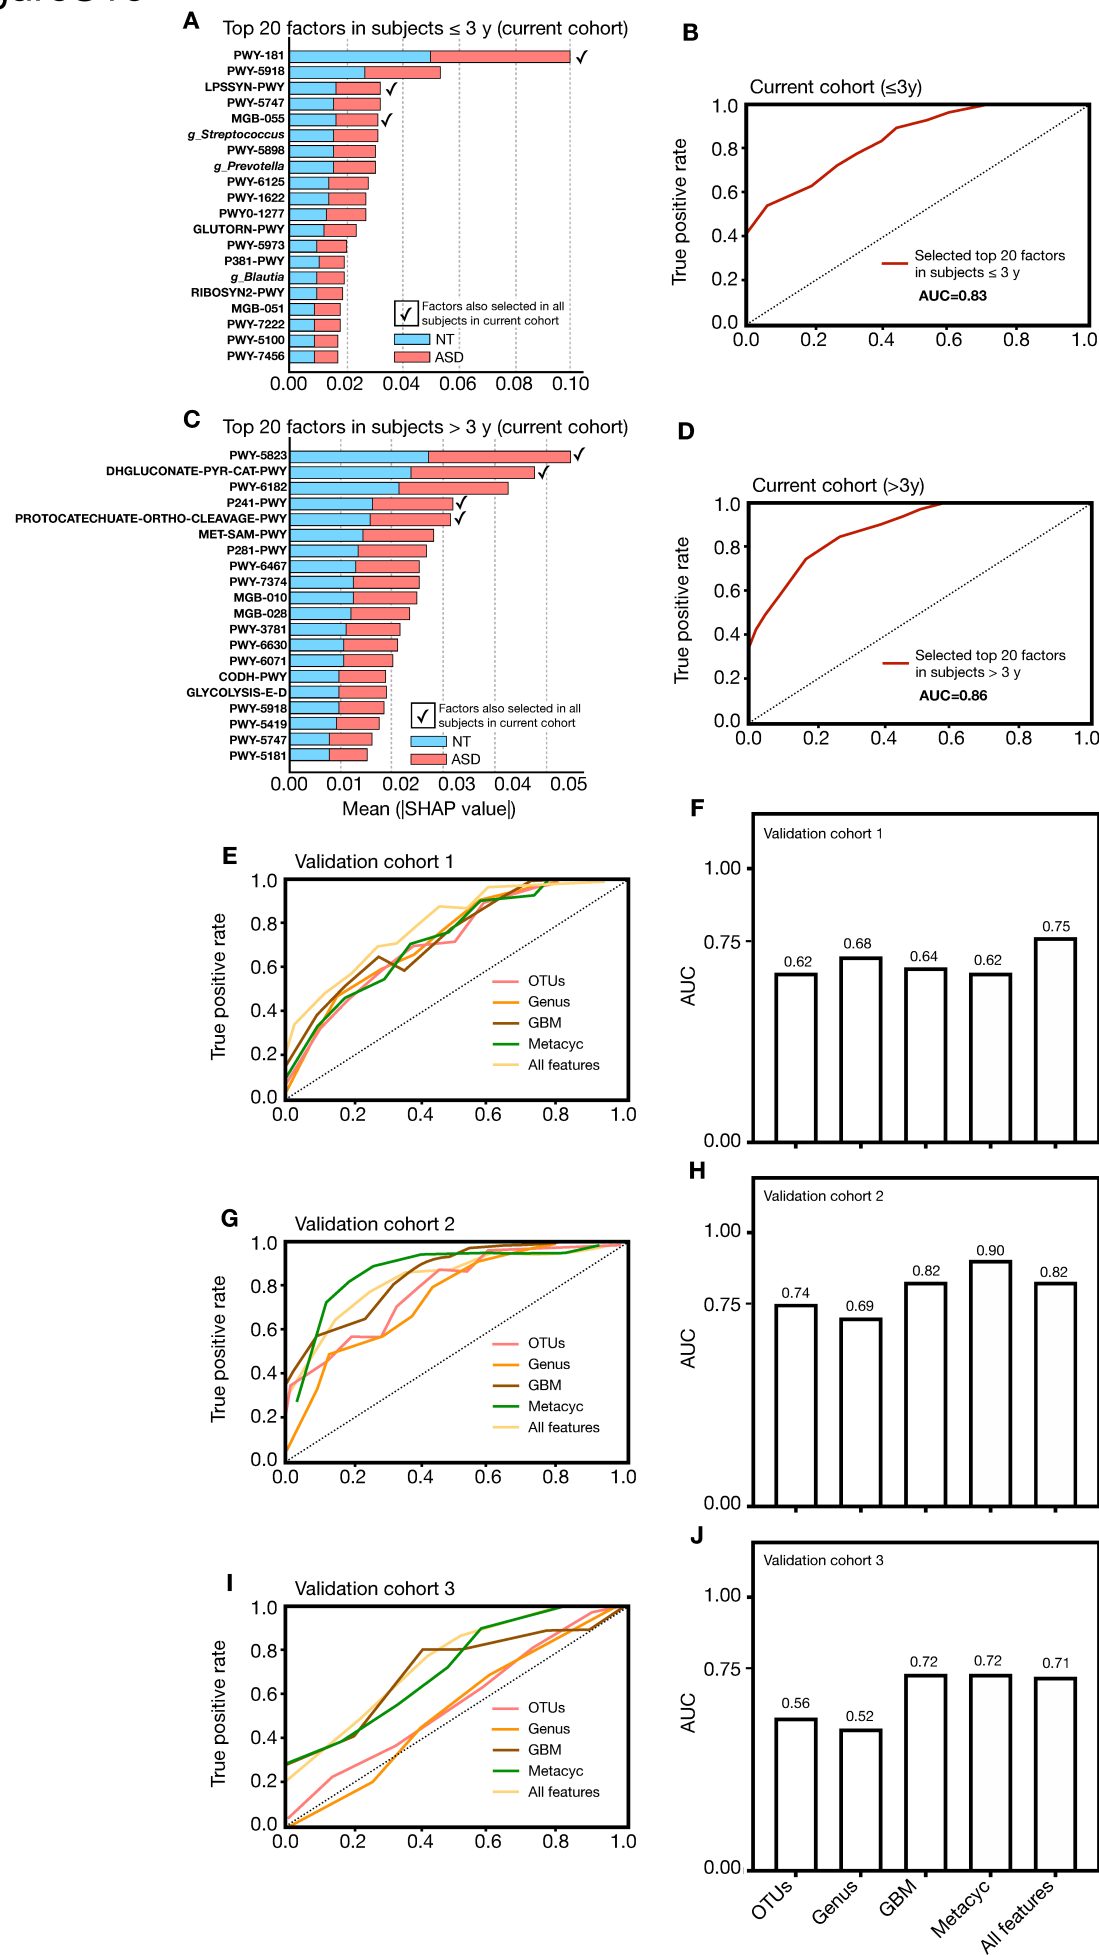 A
Top 20 factors in subjects ≤ 3 y (current cohort)
PWY-181
PWY-5918
LPSSYN-PWY
PWY-5747
MGB-055
g_Streptococcus
PWY-5898
g_Prevotella
PWY-6125
PWY-1622
PWY0-1277
GLUTORN-PWY
PWY-5973
P381-PWY
g_Blautia
RIBOSYN2-PWY
MGB-051
PWY-7222
PWY-5100
PWY-7456
✓ Factors also selected in all
subjects in current cohort
NT
ASD
0.00 0.02 0.04 0.06 0.08 0.10
B
Current cohort (≤3y)
True positive rate
1.0
0.8
0.6
0.4
0.2
0.0
Selected top 20 factors
in subjects ≤ 3 y
AUC=0.83
0.0 0.2 0.4 0.6 0.8 1.0
C
Top 20 factors in subjects > 3 y (current cohort)
PWY-5823
DHGLUCONATE-PYR-CAT-PWY
PWY-6182
P241-PWY
PROTOCATECHUATE-ORTHO-CLEAVAGE-PWY
MET-SAM-PWY
P281-PWY
PWY-6467
PWY-7374
MGB-010
MGB-028
PWY-3781
PWY-6630
PWY-6071
CODH-PWY
GLYCOLYSIS-E-D
PWY-5918
PWY-5419
PWY-5747
PWY-5181
✓ Factors also selected in all
subjects in current cohort
NT
ASD
0.00 0.01 0.02 0.03 0.04 0.05
Mean (|SHAP value|)
D
Current cohort (>3y)
True positive rate
1.0
0.8
0.6
0.4
0.2
0.0
Selected top 20 factors
in subjects > 3 y
AUC=0.86
0.0 0.2 0.4 0.6 0.8 1.0
E
Validation cohort 1
True positive rate
1.0
0.8
0.6
0.4
0.2
0.0
OTUs
Genus
GBM
Metacyc
All features
0.0 0.2 0.4 0.6 0.8 1.0
F
Validation cohort 1
AUC
1.00
0.75
0.00
0.62 0.68 0.64 0.62 0.75
G
Validation cohort 2
True positive rate
1.0
0.8
0.6
0.4
0.2
0.0
OTUs
Genus
GBM
Metacyc
All features
0.0 0.2 0.4 0.6 0.8 1.0
H
Validation cohort 2
AUC
1.00
0.75
0.00
0.74 0.69 0.82 0.90 0.82
I
Validation cohort 3
True positive rate
1.0
0.8
0.6
0.4
0.2
0.0
OTUs
Genus
GBM
Metacyc
All features
0.0 0.2 0.4 0.6 0.8 1.0
J
Validation cohort 3
AUC
1.00
0.75
0.00
0.56 0.52 0.72 0.72 0.71
OTUs Genus GBM Metacyc All features